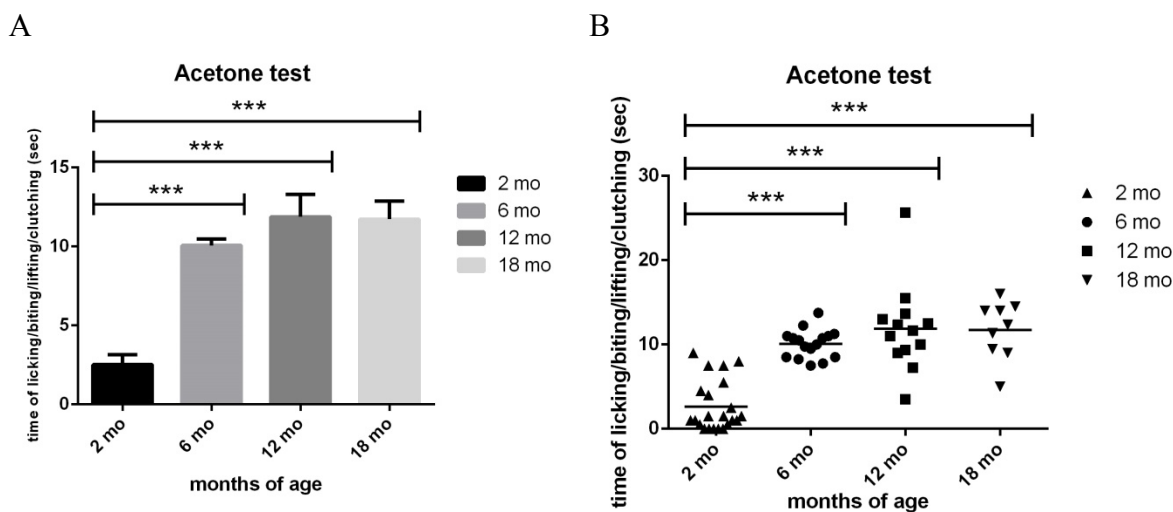 A
Acetone test
***
***
***
time of licking/biting/lifting/clutching (sec)
15
10
5
0
2 mo
6 mo
12 mo
18 mo
months of age
2 mo
6 mo
12 mo
18 mo
B
Acetone test
***
***
***
time of licking/biting/lifting/clutching (sec)
30
20
10
0
2 mo
6 mo
12 mo
18 mo
months of age
2 mo
6 mo
12 mo
18 mo